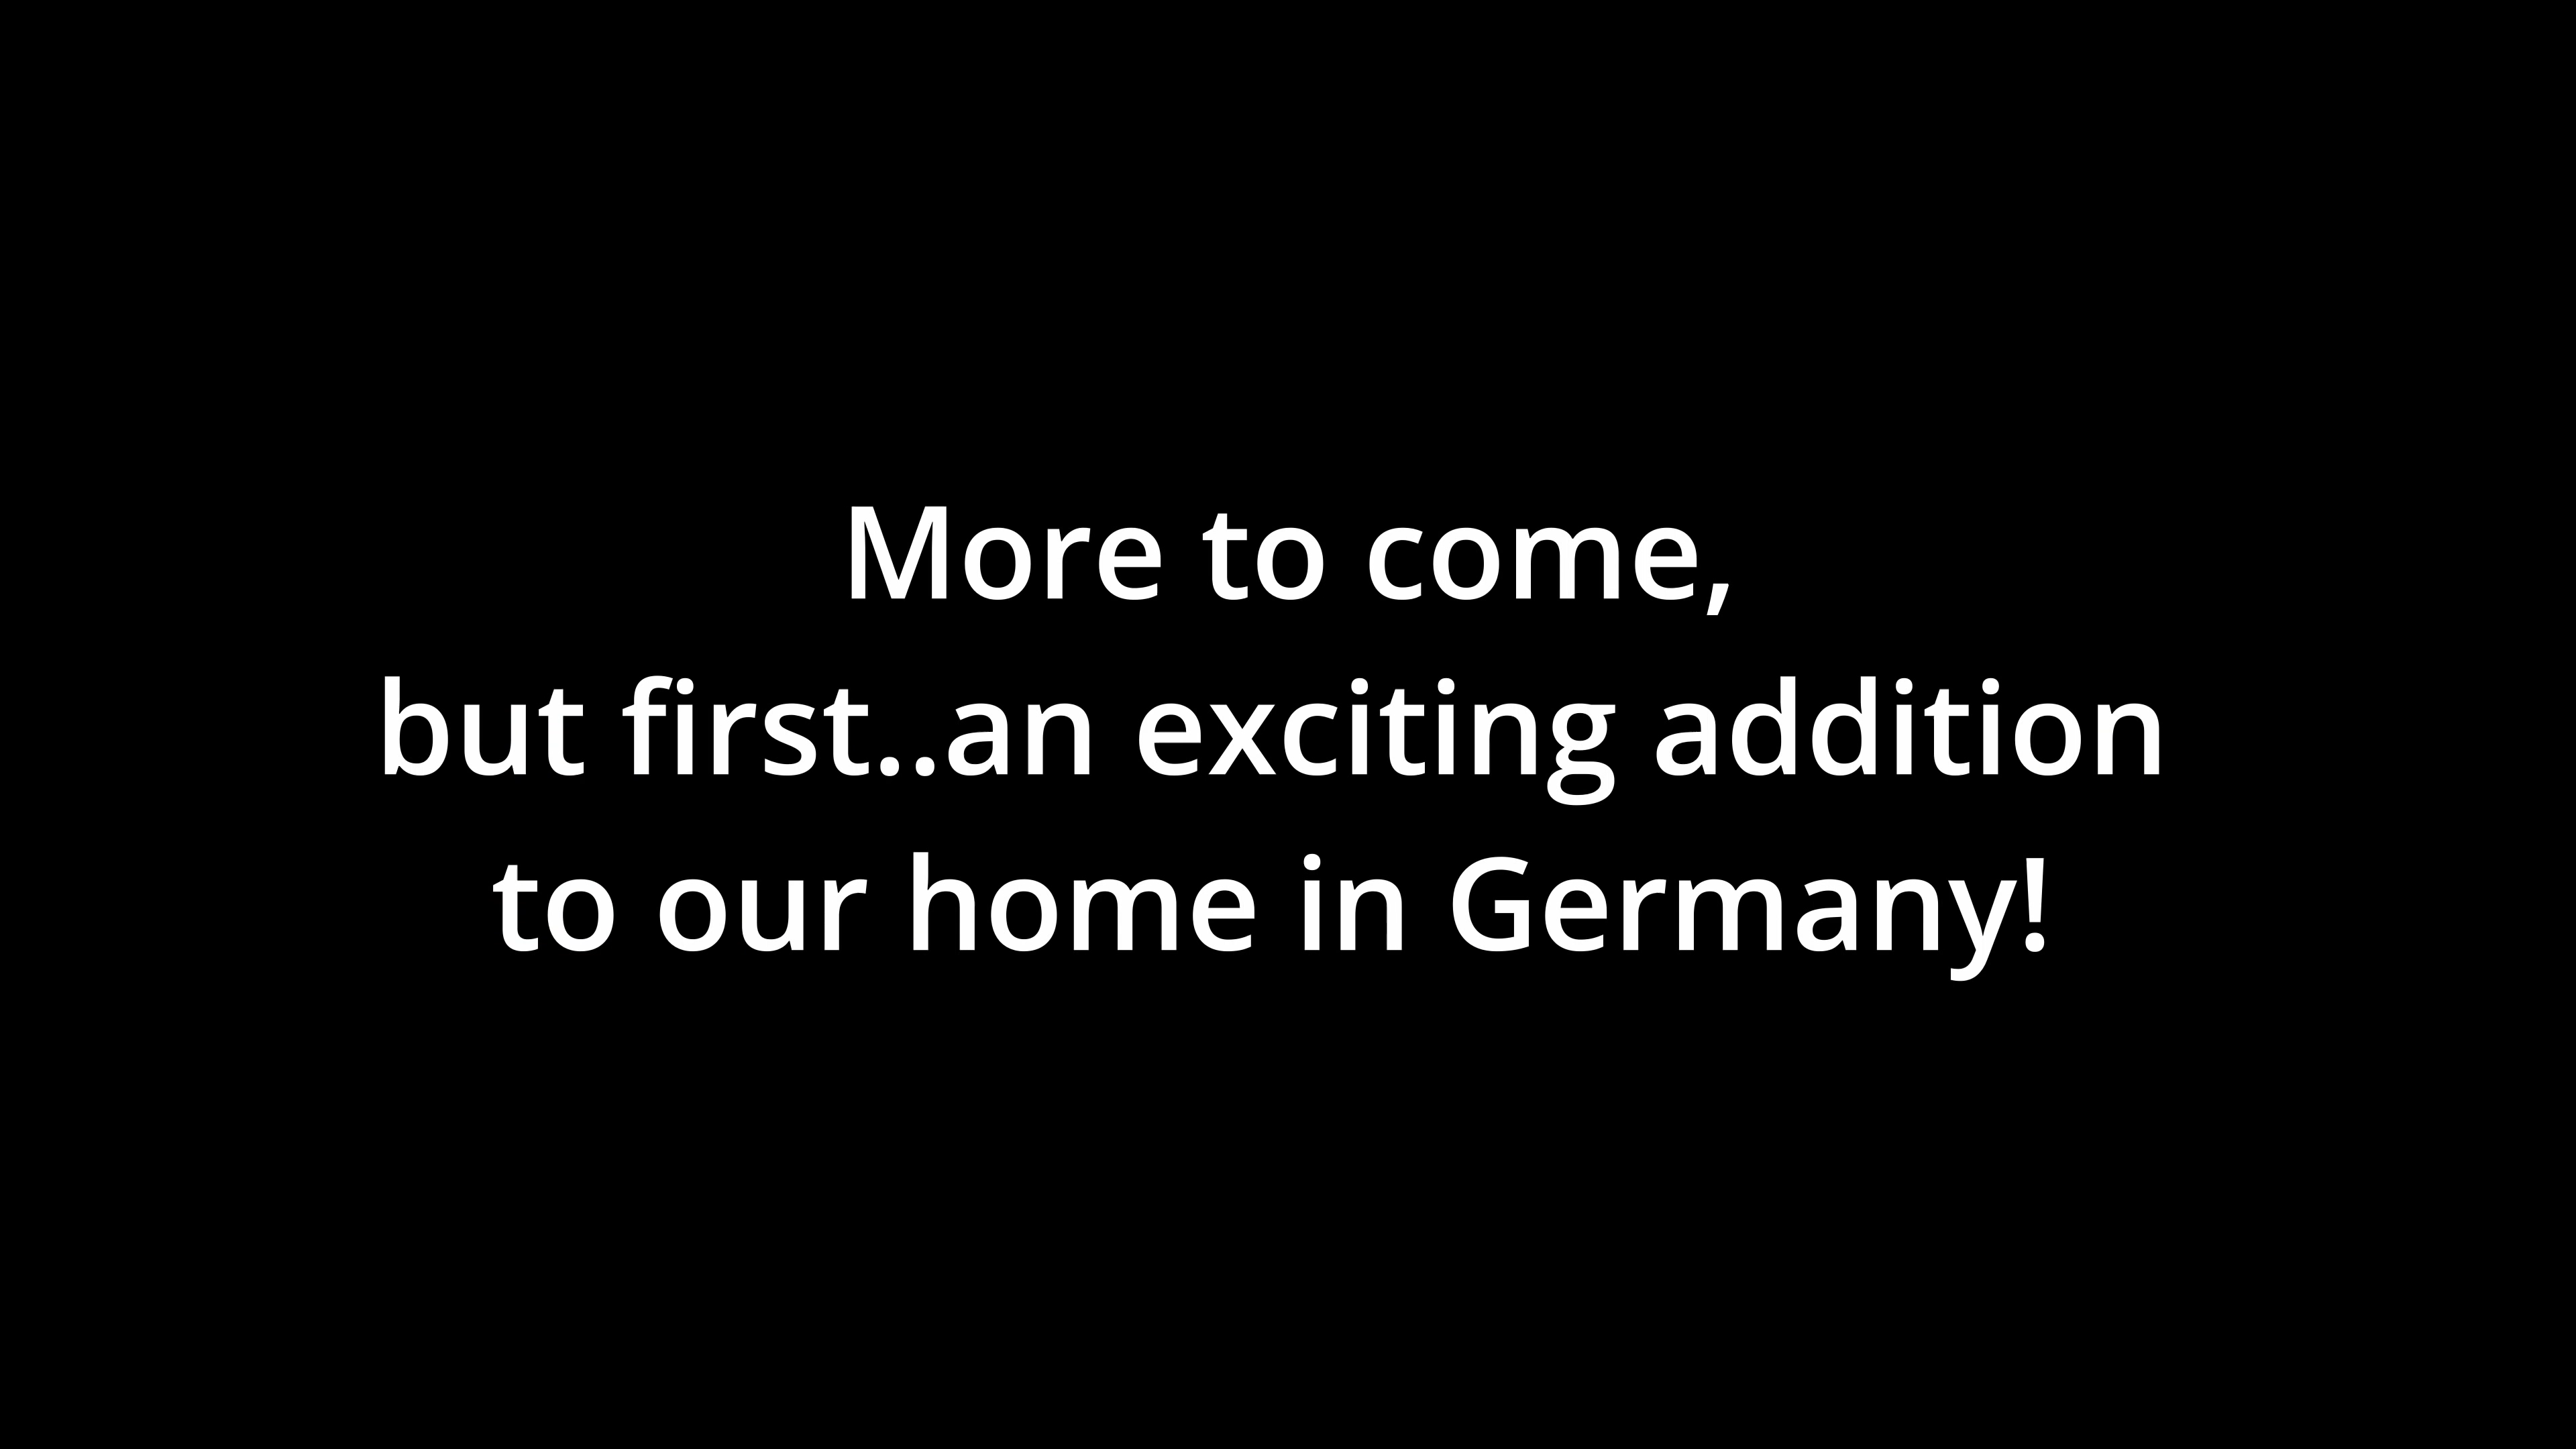 More to come,
but first..an exciting addition
to our home in Germany!